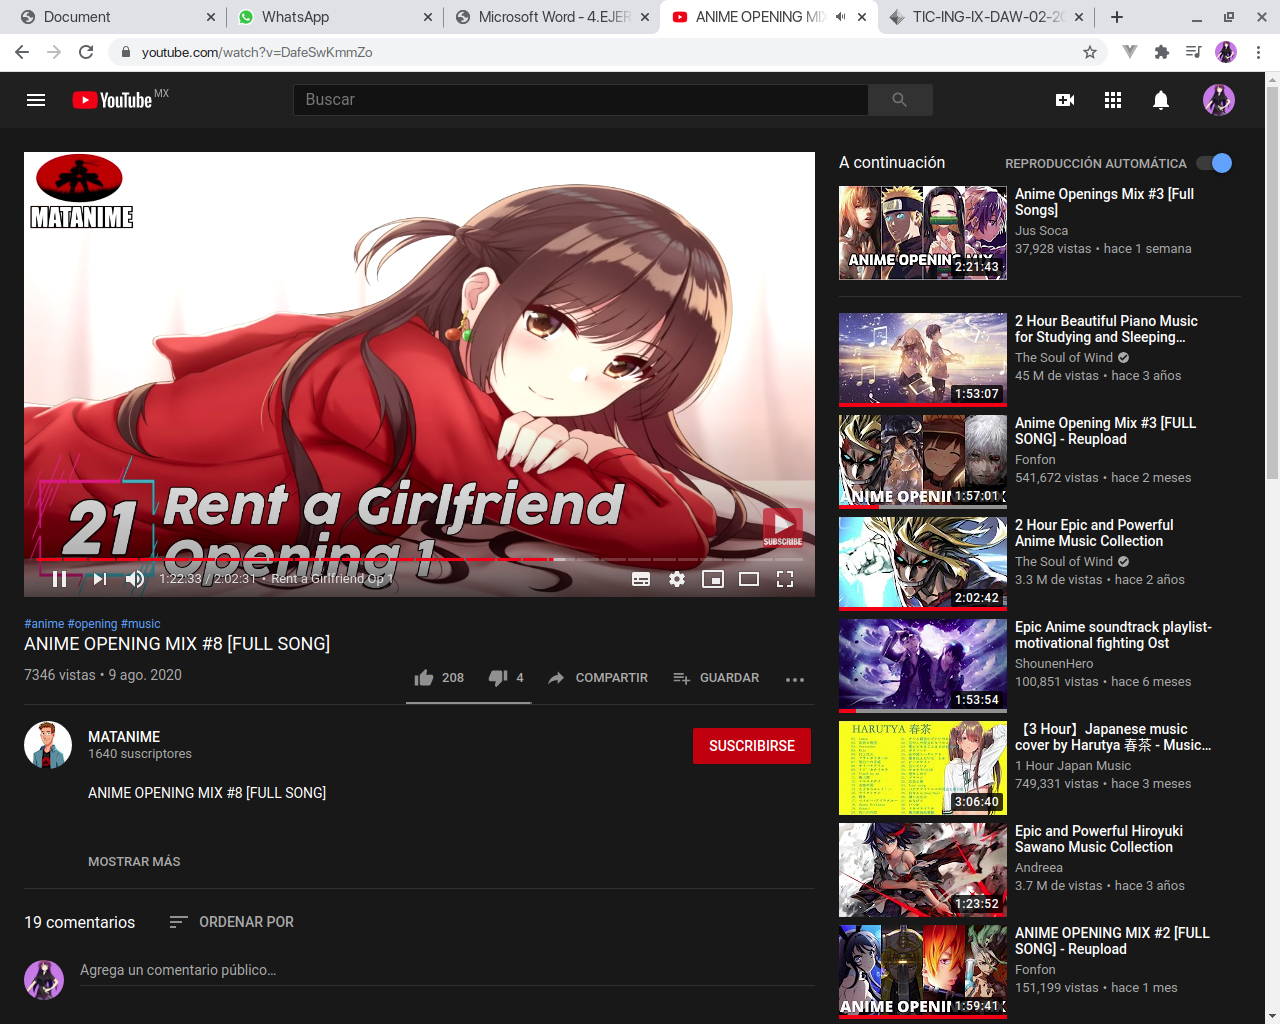 Document
WhatsApp
Microsoft Word - 4.EJER
ANIME OPENING MIX
TIC-ING-IX-DAW-02-20
youtube.com/watch?v=DafeSwKmmZo
YouTube MX
Buscar
MATANIME
21
Rent a Girlfriend
Opening 1
SUBSCRIBE
1:22:33 / 2:02:31 • Rent a Girlfriend Op 1
#anime #opening #music
ANIME OPENING MIX #8 [FULL SONG]
7346 vistas • 9 ago. 2020
208
4
COMPARTIR
GUARDAR
MATANIME
1640 suscriptores
SUSCRIBIRSE
ANIME OPENING MIX #8 [FULL SONG]
MOSTRAR MÁS
19 comentarios
ORDENAR POR
Agrega un comentario público...
A continuación
REPRODUCCIÓN AUTOMÁTICA
ANIME OPENING MIX
2:21:43
Anime Openings Mix #3 [Full
Songs]
Jus Soca
37,928 vistas • hace 1 semana
1:53:07
2 Hour Beautiful Piano Music
for Studying and Sleeping...
The Soul of Wind
45 M de vistas • hace 3 años
ANIME OPENI
1:57:01
Anime Opening Mix #3 [FULL
SONG] - Reupload
Fonfon
541,672 vistas • hace 2 meses
2:02:42
2 Hour Epic and Powerful
Anime Music Collection
The Soul of Wind
3.3 M de vistas • hace 2 años
1:53:54
Epic Anime soundtrack playlist-
motivational fighting Ost
ShounenHero
100,851 vistas • hace 6 meses
HARUTYA 春茶
3:06:40
【3 Hour】Japanese music
cover by Harutya 春茶 - Music...
1 Hour Japan Music
749,331 vistas • hace 3 meses
1:23:52
Epic and Powerful Hiroyuki
Sawano Music Collection
Andreea
3.7 M de vistas • hace 3 años
ANIME OPENIN
1:59:41
ANIME OPENING MIX #2 [FULL
SONG] - Reupload
Fonfon
151,199 vistas • hace 1 mes